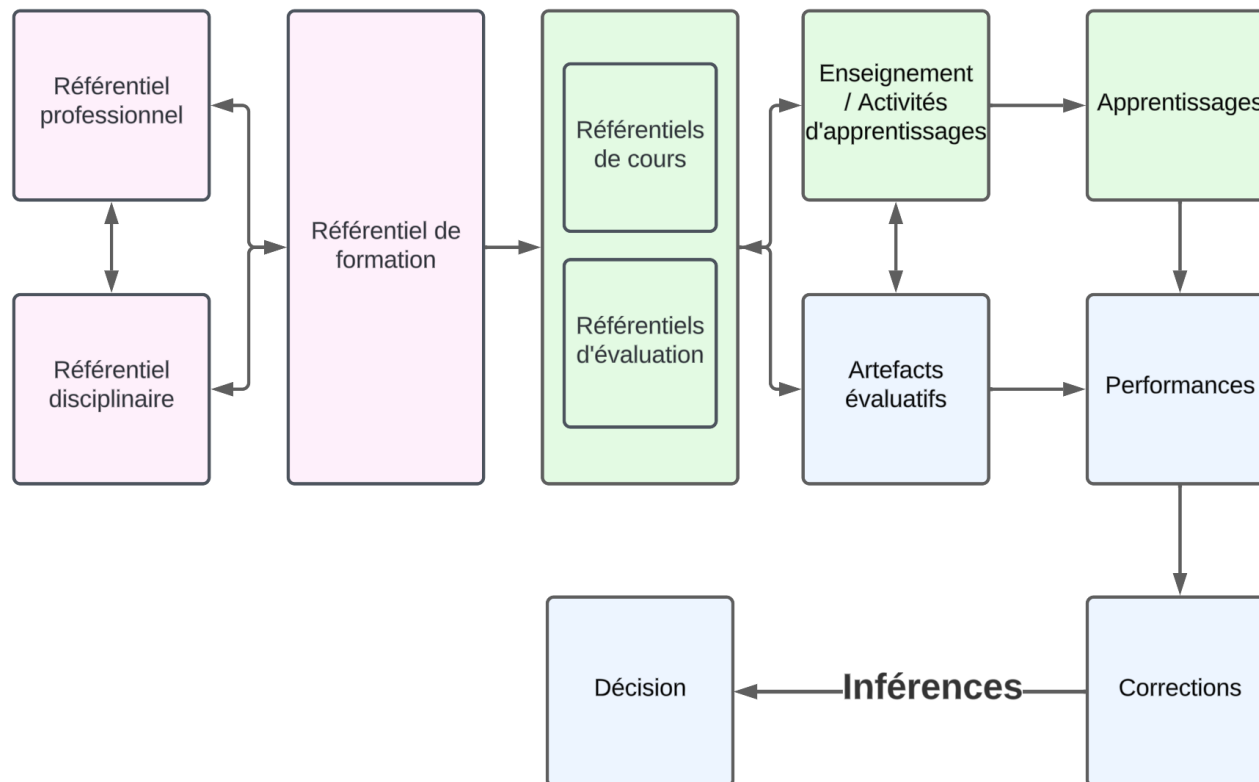 Référentiel
professionnel
Référentiel
disciplinaire
Référentiel de
formation
Référentiels
de cours
Référentiels
d'évaluation
Enseignement
/ Activités
d'apprentissages
Artefacts
évaluatifs
Apprentissages
Performances
Corrections
Inférences
Décision